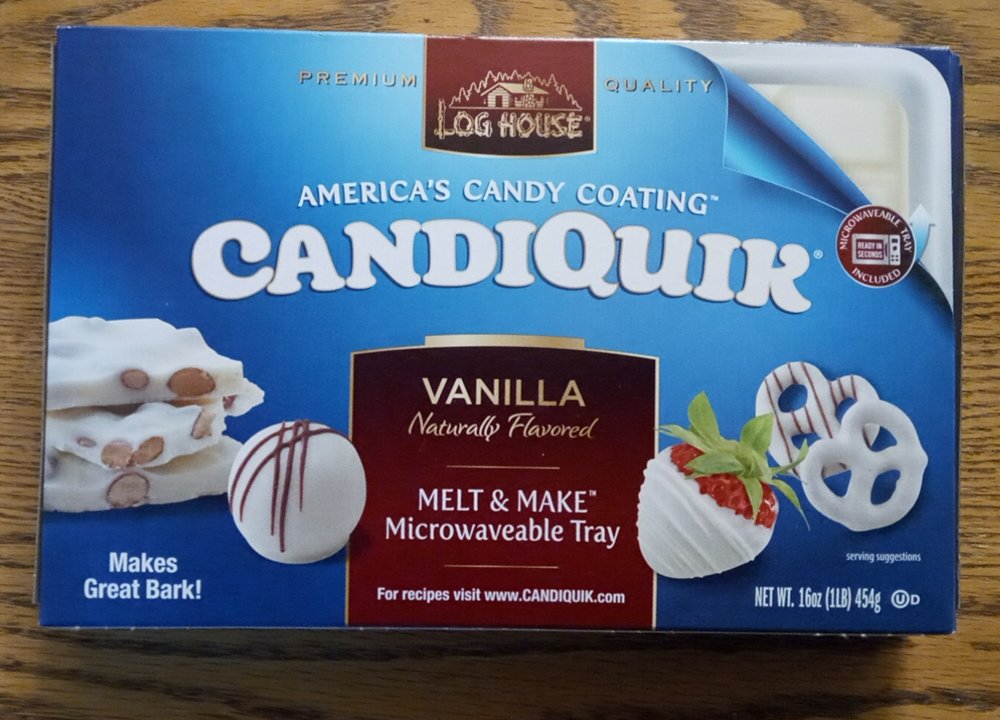 PREMIUM QUALITY
LOG HOUSE®
AMERICA'S CANDY COATING™
CANDIQUIK®
MICROWAVEABLE TRAY
READY IN
SECONDS
INCLUDED
VANILLA
Naturally Flavored
MELT & MAKE™
Microwaveable Tray
Makes
Great Bark!
For recipes visit www.CANDIQUIK.com
serving suggestions
NET WT. 16oz (1LB) 454g ⓊD